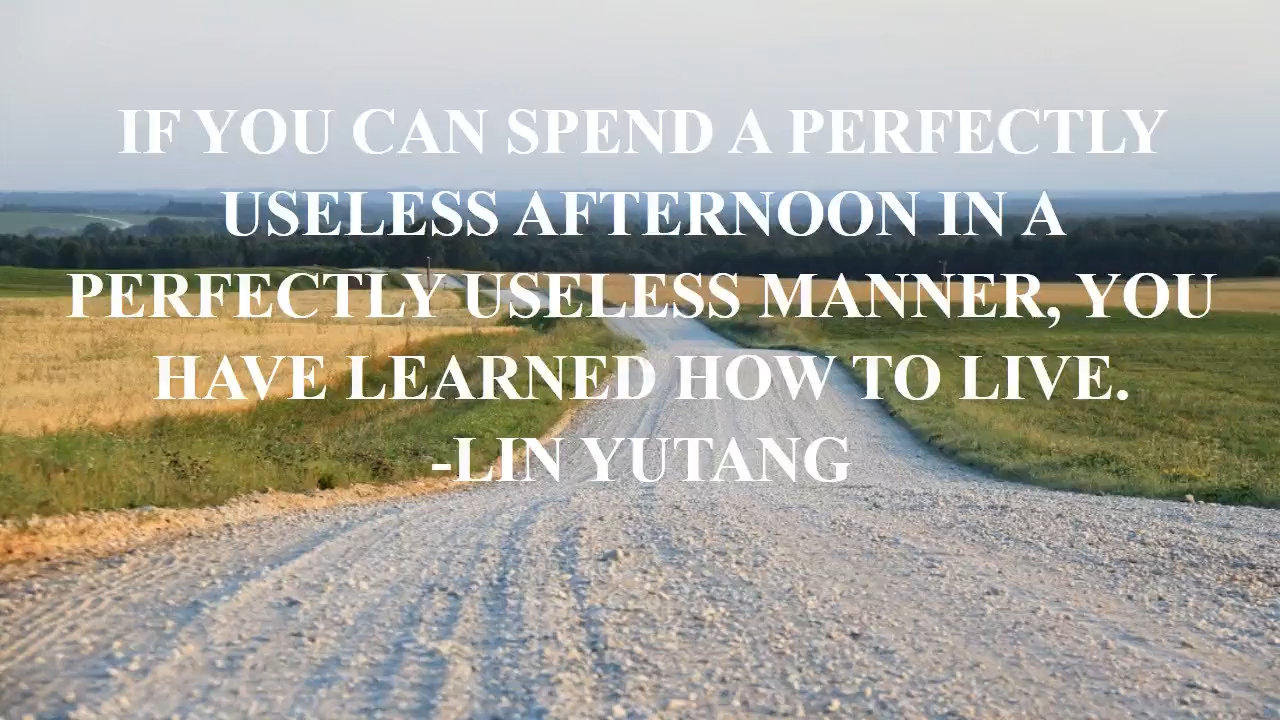 IF YOU CAN SPEND A PERFECTLY
USELESS AFTERNOON IN A
PERFECTLY USELESS MANNER, YOU
HAVE LEARNED HOW TO LIVE.
-LIN YUTANG